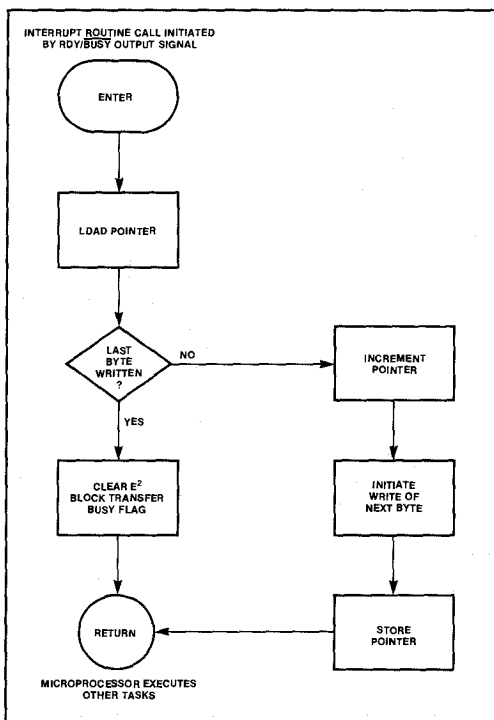 INTERRUPT ROUTINE CALL INITIATED
BY RDY/BUSY OUTPUT SIGNAL
ENTER
LOAD POINTER
LAST
BYTE
WRITTEN
?
NO
INCREMENT
POINTER
YES
CLEAR E²
BLOCK TRANSFER
BUSY FLAG
INITIATE
WRITE OF
NEXT BYTE
RETURN
STORE
POINTER
MICROPROCESSOR EXECUTES
OTHER TASKS